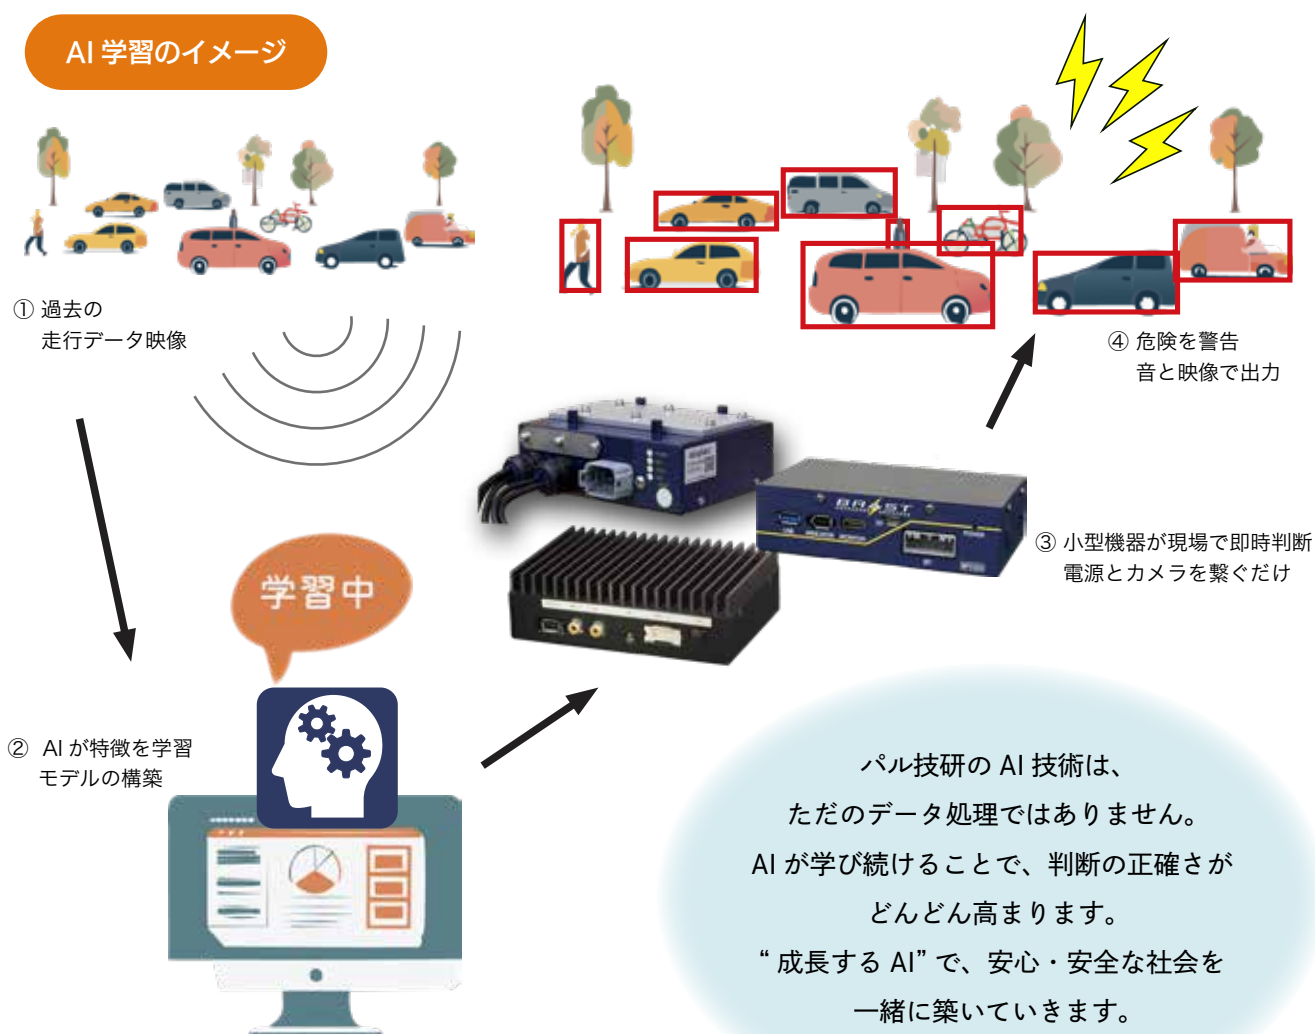 AI 学習のイメージ
① 過去の
走行データ映像
④ 危険を警告
音と映像で出力
③ 小型機器が現場で即時判断
電源とカメラを繋ぐだけ
学習中
② AI が特徴を学習
モデルの構築
パル技研の AI 技術は、
ただのデータ処理ではありません。
AI が学び続けることで、判断の正確さが
どんどん高まります。
“ 成長する AI” で、安心・安全な社会を
一緒に築いていきます。